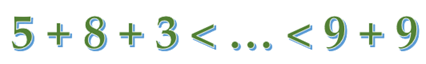 5 + 8 + 3 < ... < 9 + 9